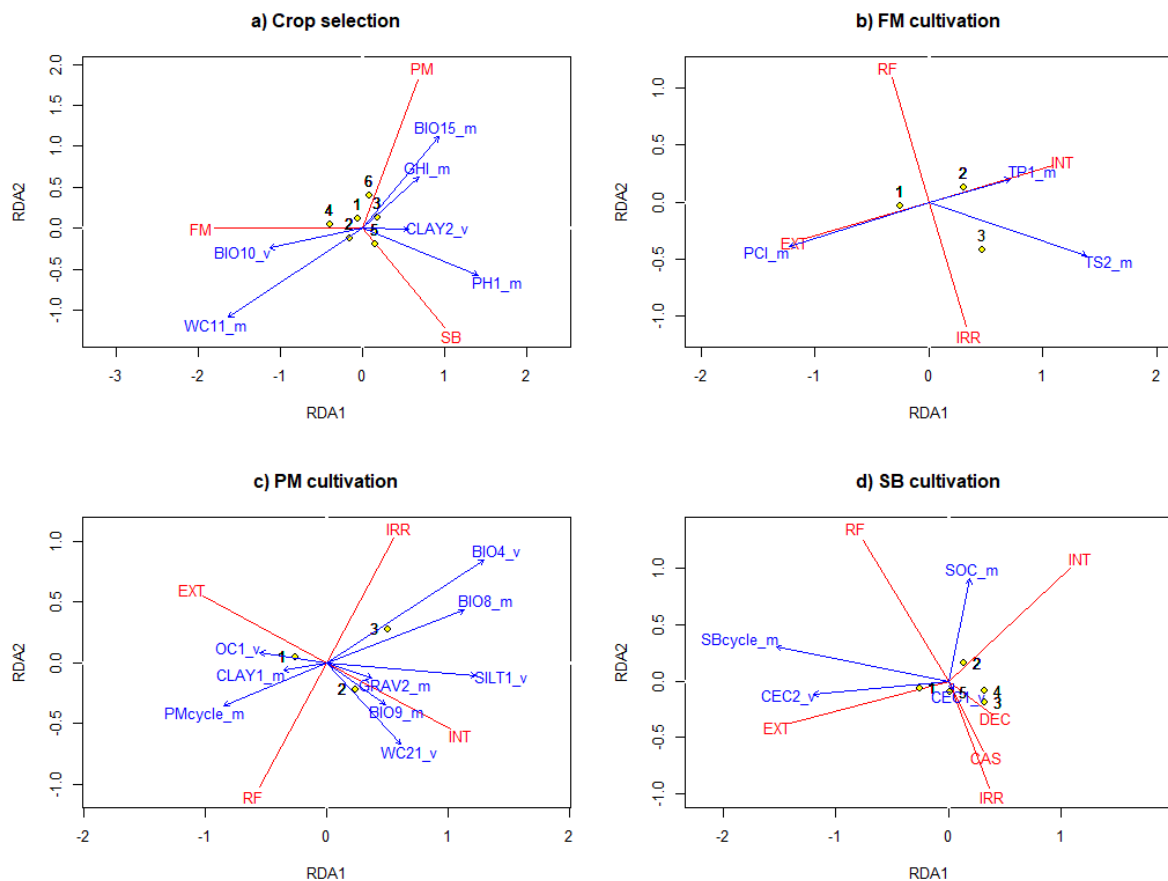 a) Crop selection
PM
BIO15_m
GHI_m
6
4
1
3
FM
2
5
CLAY2_v
BIO10_v
PH1_m
WC11_m
SB
RDA2
2.0
1.5
1.0
0.5
0.0
-0.5
-1.0
-3 -2 -1 0 1 2
RDA1
b) FM cultivation
RF
INT
TP1_m
2
1
EXT
PCI_m
3
TS2_m
IRR
RDA2
1.0
0.5
0.0
-0.5
-1.0
-2 -1 0 1 2
RDA1
c) PM cultivation
IRR
BIO4_v
EXT
BIO8_m
3
OC1_v
1
CLAY1_m
GRAV2_m
SILT1_v
2
PMcycle_m
BIO9_m
INT
WC21_v
RF
RDA2
1.0
0.5
0.0
-0.5
-1.0
-2 -1 0 1 2
RDA1
d) SB cultivation
RF
INT
SOC_m
SBcycle_m
2
CEC2_v
1
5
4
CEC1_v
3
DEC
EXT
CAS
IRR
RDA2
1.0
0.5
0.0
-0.5
-1.0
-2 -1 0 1
RDA1